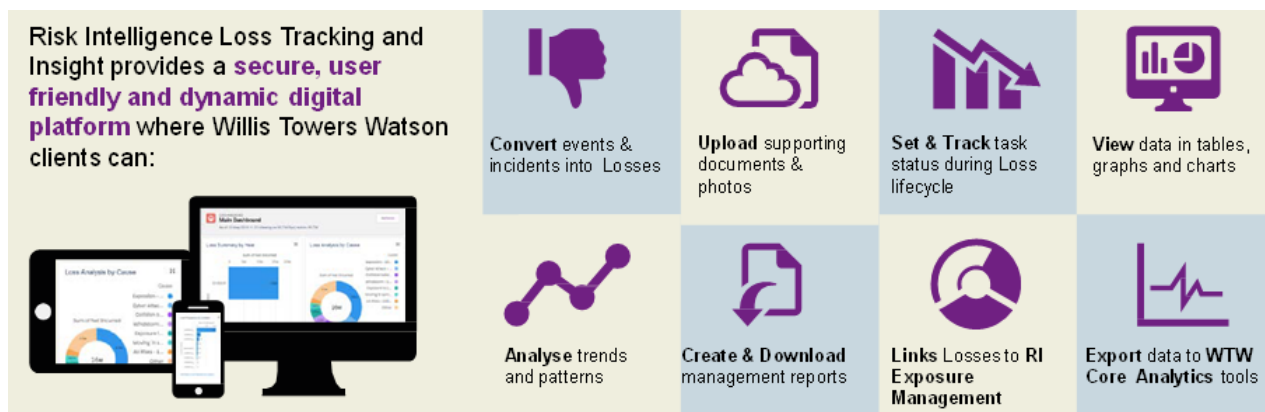 Risk Intelligence Loss Tracking and
Insight provides a secure, user
friendly and dynamic digital
platform where Willis Towers Watson
clients can:
Convert events &
incidents into Losses
Upload supporting
documents &
photos
Set & Track task
status during Loss
lifecycle
View data in tables,
graphs and charts
Analyse trends
and patterns
Create & Download
management reports
Links Losses to RI
Exposure
Management
Export data to WTW
Core Analytics tools
Main Dashboard
Loss Summary by Year
Loss Analysis by Cause
Loss Analysis by Cause
Cause